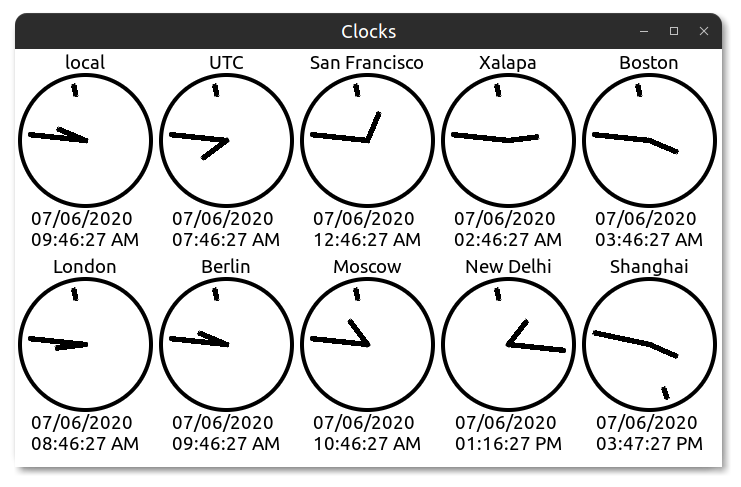 Clocks
local UTC San Francisco Xalapa Boston
07/06/2020 07/06/2020 07/06/2020 07/06/2020 07/06/2020
09:46:27 AM 07:46:27 AM 12:46:27 AM 02:46:27 AM 03:46:27 AM
London Berlin Moscow New Delhi Shanghai
07/06/2020 07/06/2020 07/06/2020 07/06/2020 07/06/2020
08:46:27 AM 09:46:27 AM 10:46:27 AM 01:16:27 PM 03:47:27 PM